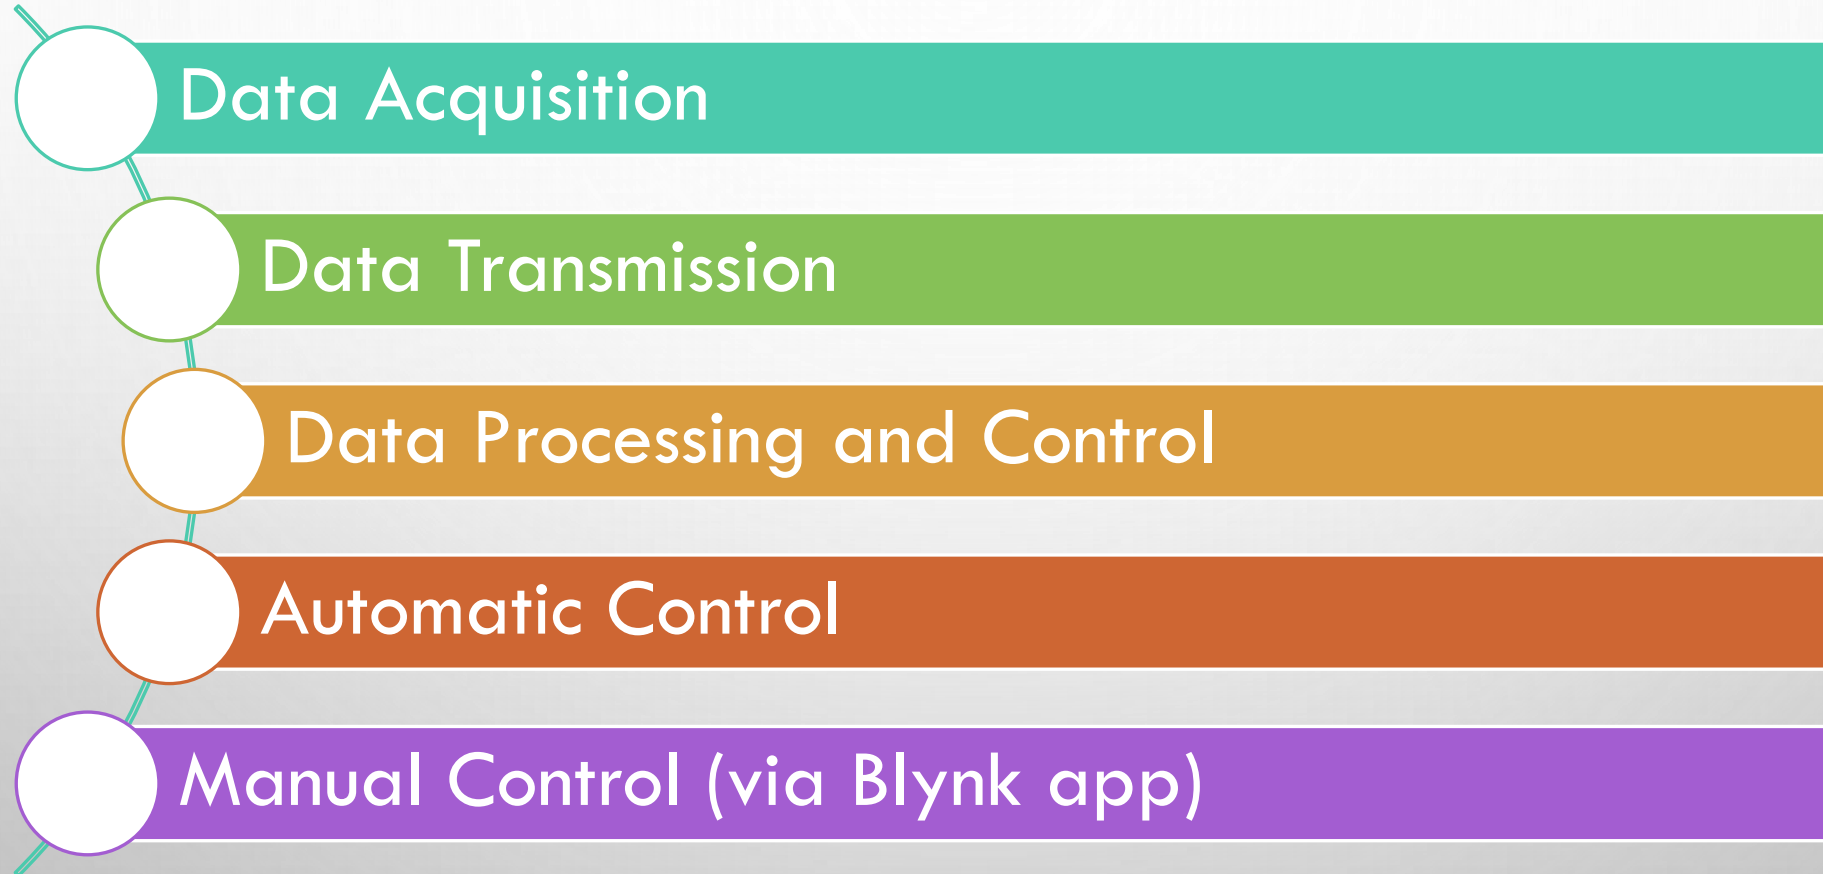 Data Acquisition
Data Transmission
Data Processing and Control
Automatic Control
Manual Control (via Blynk app)